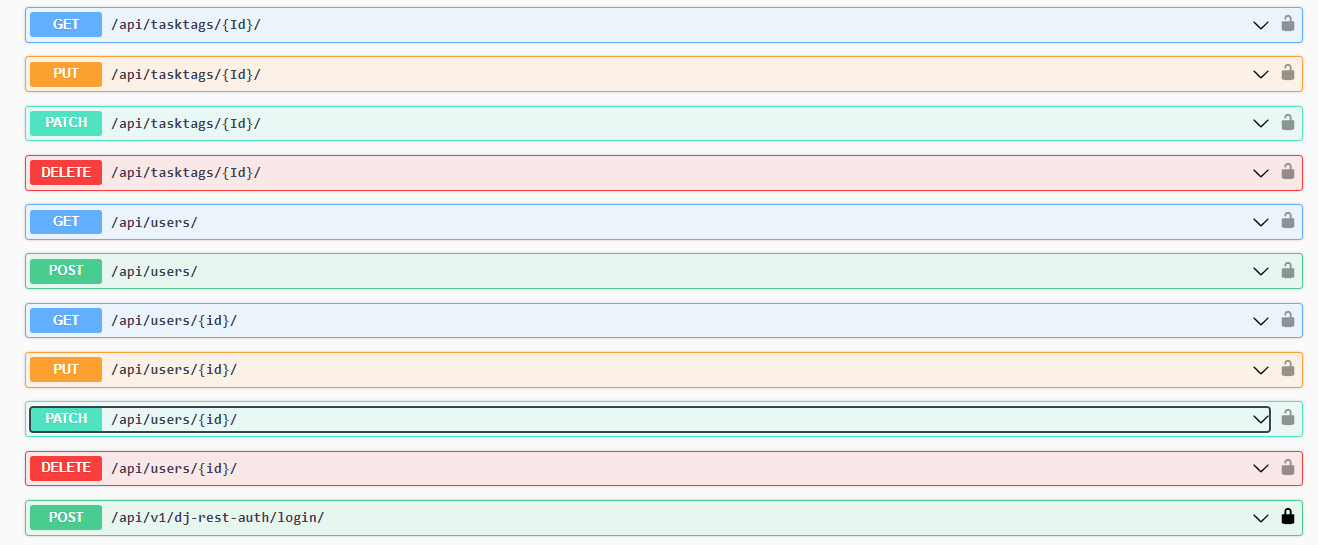 GET /api/tasktags/{Id}/
PUT /api/tasktags/{Id}/
PATCH /api/tasktags/{Id}/
DELETE /api/tasktags/{Id}/
GET /api/users/
POST /api/users/
GET /api/users/{id}/
PUT /api/users/{id}/
PATCH /api/users/{id}/
DELETE /api/users/{id}/
POST /api/v1/dj-rest-auth/login/